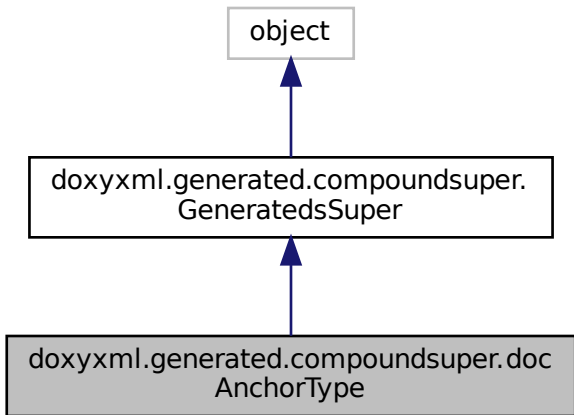 object
doxyxml.generated.compoundsuper.
GeneratedsSuper
doxyxml.generated.compoundsuper.doc
AnchorType